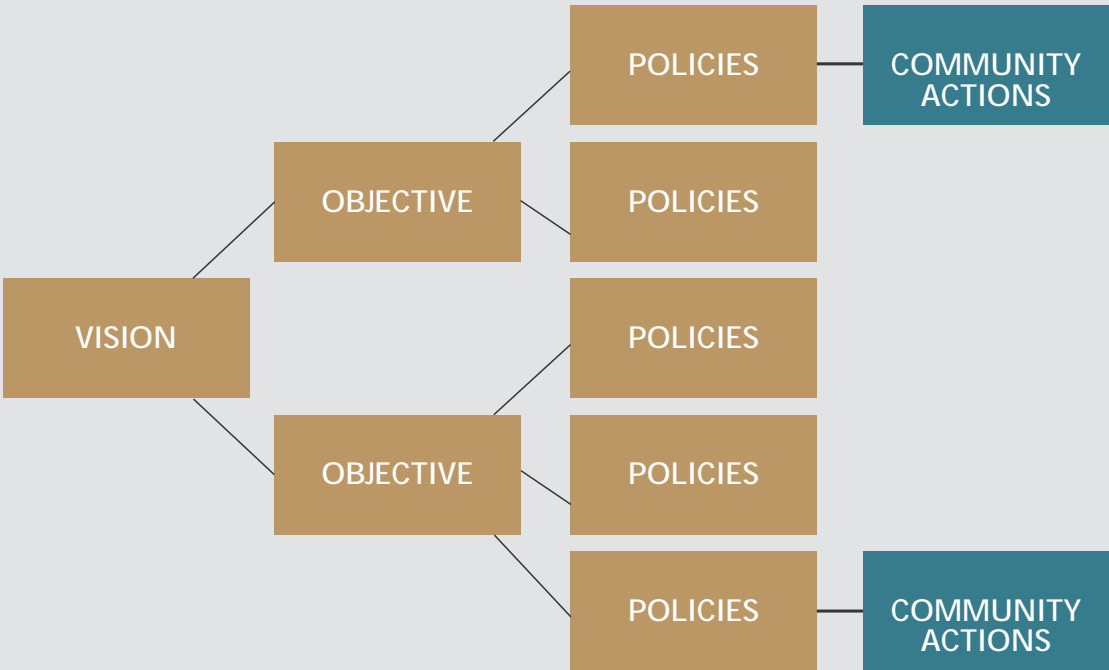 POLICIES
COMMUNITY
ACTIONS
OBJECTIVE
POLICIES
VISION
POLICIES
OBJECTIVE
POLICIES
POLICIES
COMMUNITY
ACTIONS